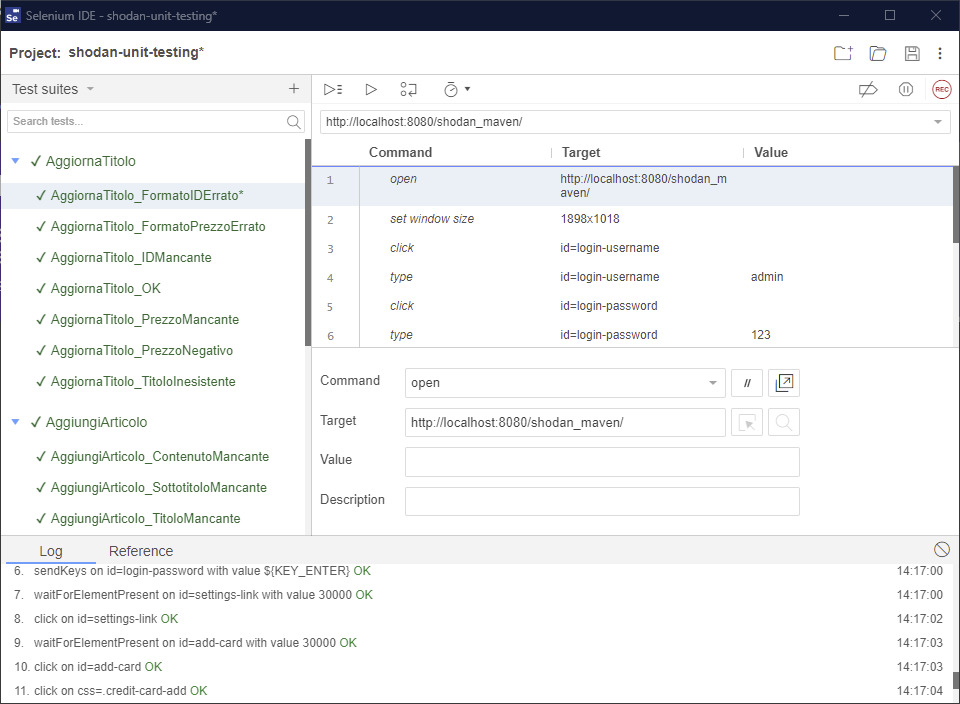 Se Selenium IDE - shodan-unit-testing*
Project: shodan-unit-testing*
Test suites
REC
Search tests...
http://localhost:8080/shodan_maven/
Command Target Value
AggiornaTitolo
AggiornaTitolo_FormatoIDErrato*
AggiornaTitolo_FormatoPrezzoErrato
AggiornaTitolo_IDMancante
AggiornaTitolo_OK
AggiornaTitolo_PrezzoMancante
AggiornaTitolo_PrezzoNegativo
AggiornaTitolo_TitoloInesistente
AggiungiArticolo
AggiungiArticolo_ContenutoMancante
AggiungiArticolo_SottotitoloMancante
AggiungiArticolo_TitoloMancante
1 open http://localhost:8080/shodan_m
aven/
2 set window size 1898x1018
3 click id=login-username
4 type id=login-username admin
5 click id=login-password
6 type id=login-password 123
Command open //
Target http://localhost:8080/shodan_maven/
Value
Description
Log Reference
6. sendKeys on id=login-password with value ${KEY_ENTER} OK 14:17:00
7. waitForElementPresent on id=settings-link with value 30000 OK 14:17:00
8. click on id=settings-link OK 14:17:02
9. waitForElementPresent on id=add-card with value 30000 OK 14:17:03
10. click on id=add-card OK 14:17:03
11. click on css=.credit-card-add OK 14:17:04